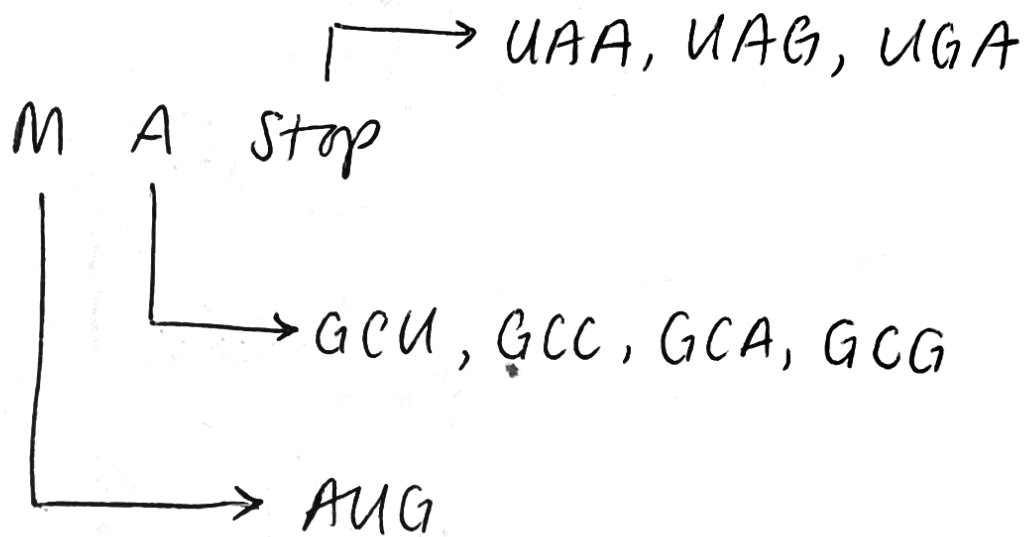 UAA, UAG, UGA
M A Stop
GCU, GCC, GCA, GCG
AUG